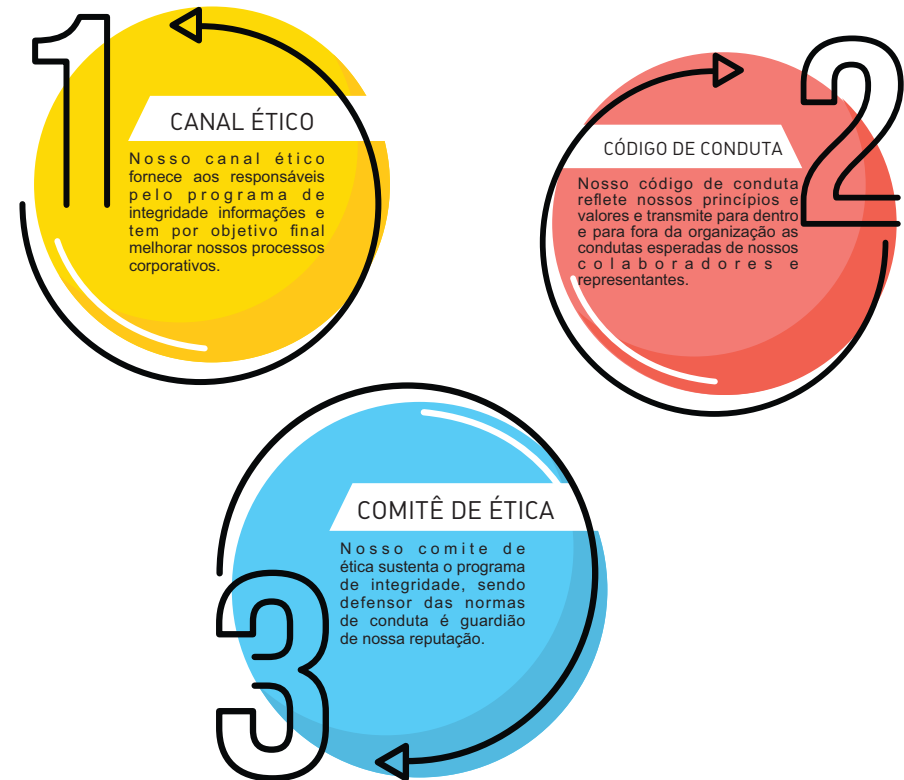 1
CANAL ÉTICO
Nosso canal ético
fornece aos responsáveis
pelo programa de
integridade informações e
tem por objetivo final
melhorar nossos processos
corporativos.
2
CÓDIGO DE CONDUTA
Nosso código de conduta
reflete nossos princípios e
valores e transmite para dentro
e para fora da organização as
condutas esperadas de nossos
colaboradores e
representantes.
3
COMITÊ DE ÉTICA
Nosso comite de
ética sustenta o programa
de integridade, sendo
defensor das normas
de conduta é guardião
de nossa reputação.